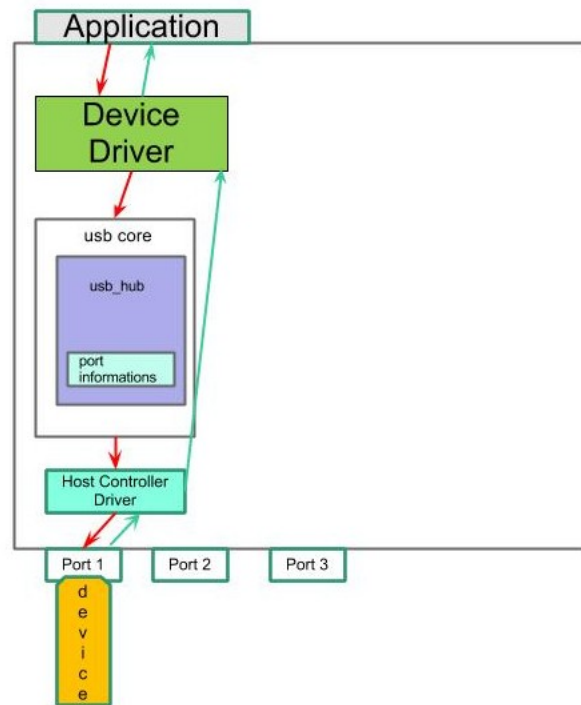 Application
Device
Driver
usb core
usb_hub
port
informations
Host Controller
Driver
Port 1
Port 2
Port 3
d
e
v
i
c
e